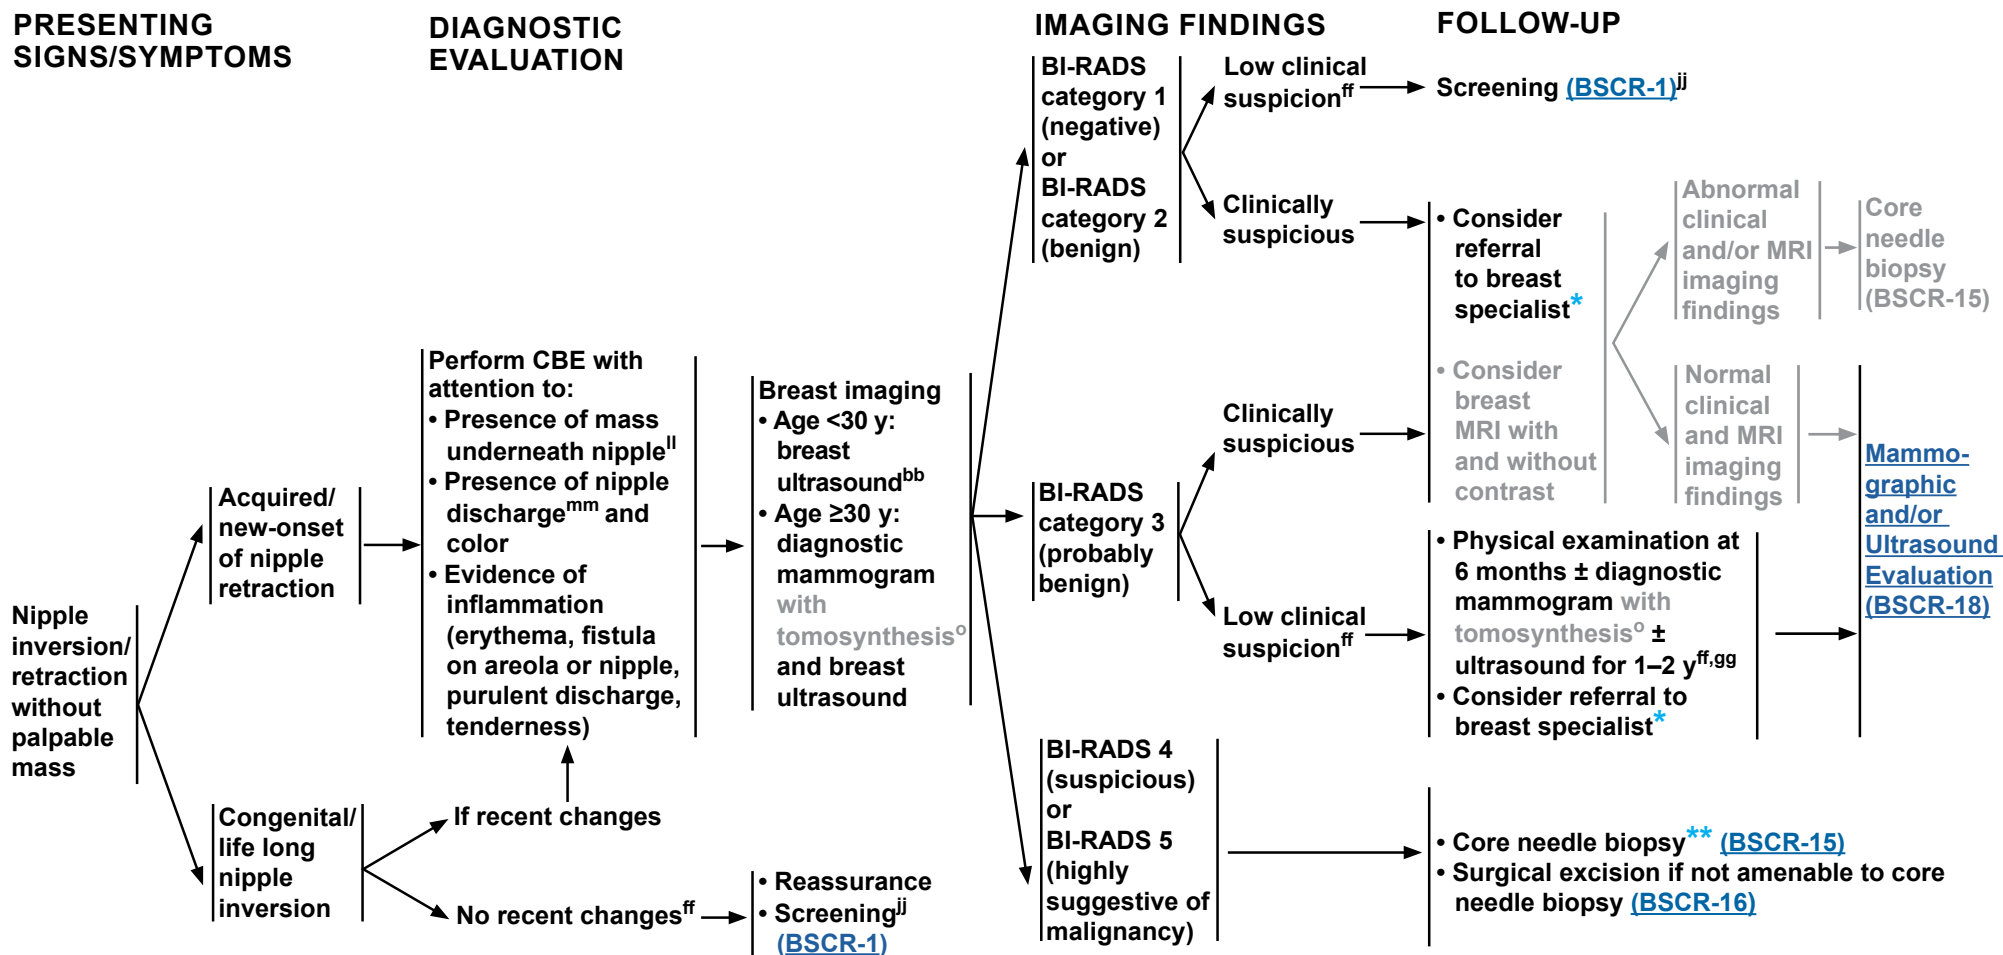 PRESENTING
SIGNS/SYMPTOMS
DIAGNOSTIC
EVALUATION
IMAGING FINDINGS
FOLLOW-UP
Nipple
inversion/
retraction
without
palpable
mass
Acquired/
new-onset
of nipple
retraction
Congenital/
life long
nipple
inversion
If recent changes
No recent changesff
• Reassurance
• Screeningjj
(BSCR-1)
Perform CBE with
attention to:
• Presence of mass
underneath nipplell
• Presence of nipple
dischargemm and
color
• Evidence of
inflammation
(erythema, fistula
on areola or nipple,
purulent discharge,
tenderness)
Breast imaging
• Age <30 y:
breast
ultrasoundbb
• Age ≥30 y:
diagnostic
mammogram
with
tomosynthesiso
and breast
ultrasound
BI-RADS
category 1
(negative)
or
BI-RADS
category 2
(benign)
Low clinical
suspicionff
Screening (BSCR-1)jj
Clinically
suspicious
• Consider
referral
to breast
specialist*
• Consider
breast
MRI with
and without
contrast
Abnormal
clinical
and/or MRI
imaging
findings
Core
needle
biopsy
(BSCR-15)
Normal
clinical
and MRI
imaging
findings
Mammo-
graphic
and/or
Ultrasound
Evaluation
(BSCR-18)
BI-RADS
category 3
(probably
benign)
Clinically
suspicious
Low clinical
suspicionff
• Physical examination at
6 months ± diagnostic
mammogram with
tomosynthesiso ±
ultrasound for 1–2 yff,gg
• Consider referral to
breast specialist*
BI-RADS 4
(suspicious)
or
BI-RADS 5
(highly
suggestive of
malignancy)
• Core needle biopsy** (BSCR-15)
• Surgical excision if not amenable to core
needle biopsy (BSCR-16)